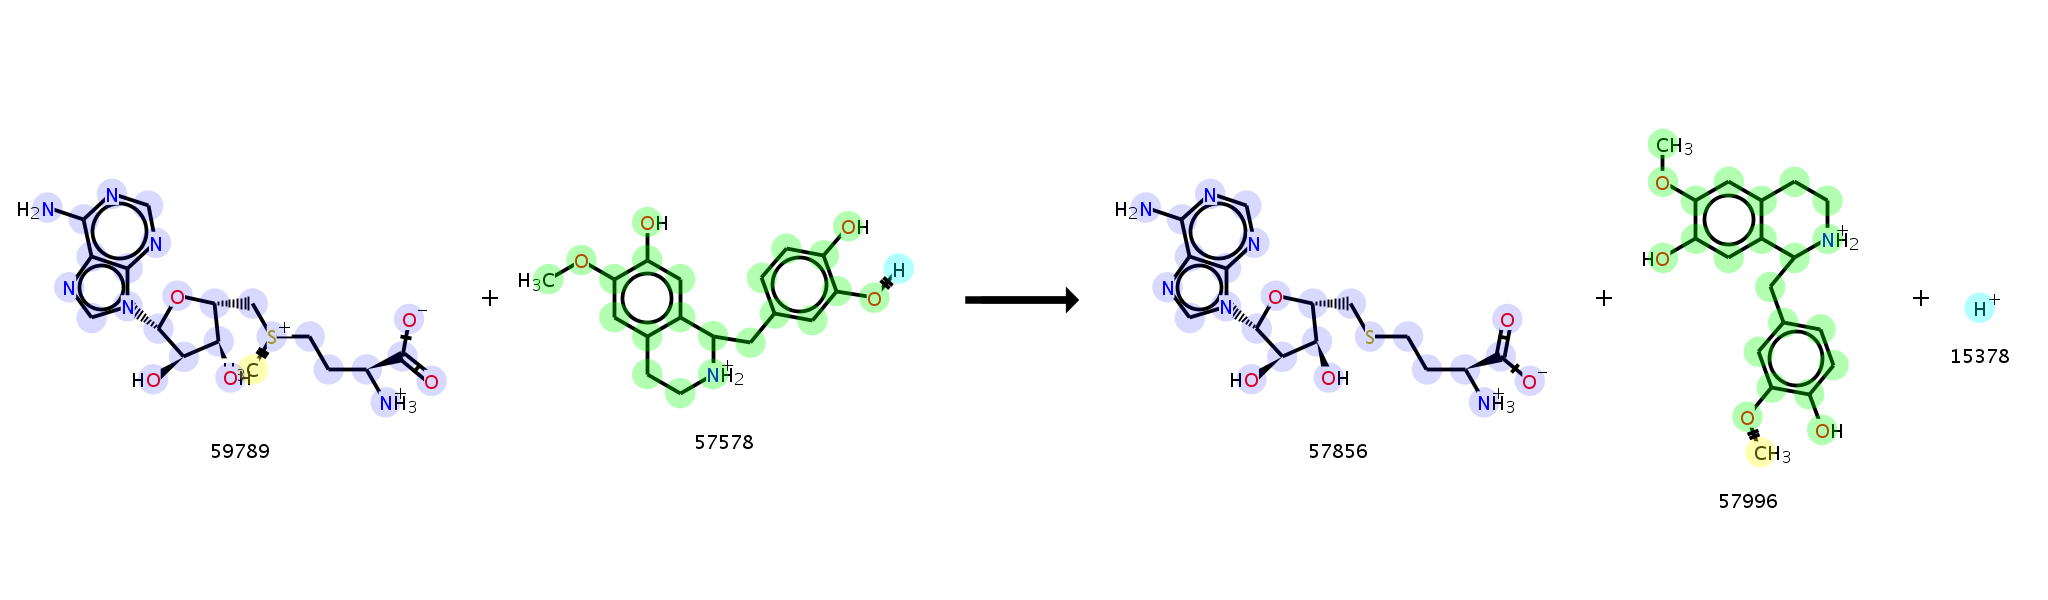 H₂N N N N N O S + C OH HO O⁻ O NH₃ +
59789
+
H₃C O OH OH O H NH₂ +
57578
H₂N N N N N O S HO OH O O⁻ NH₃ +
57856
+
CH₃ O HO NH₂ + O OH CH₃
57996
+
H⁺
15378